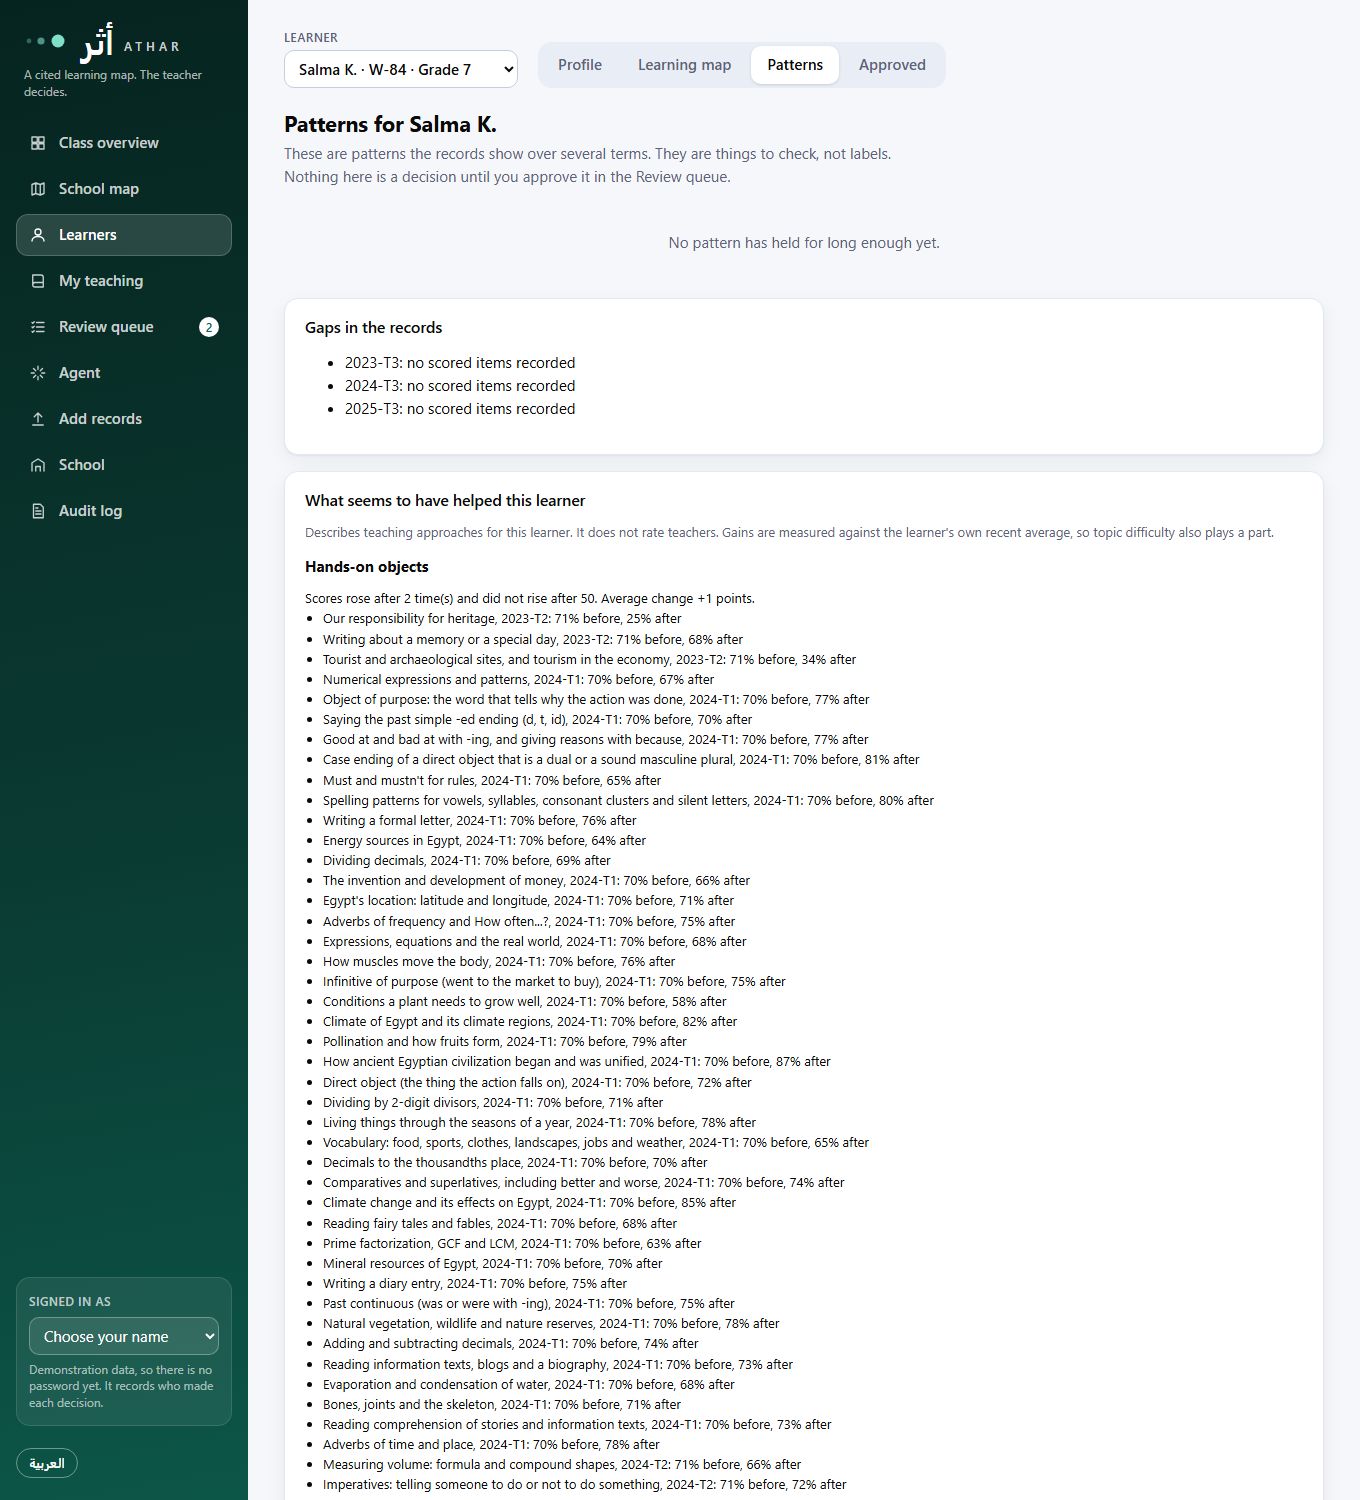 أثر ATHAR
A cited learning map. The teacher
decides.
Class overview
School map
Learners
My teaching
Review queue 2
Agent
Add records
School
Audit log
SIGNED IN AS
Choose your name
Demonstration data, so there is no
password yet. It records who made
each decision.
العربية
LEARNER
Salma K. · W-84 · Grade 7
Profile Learning map Patterns Approved
Patterns for Salma K.
These are patterns the records show over several terms. They are things to check, not labels.
Nothing here is a decision until you approve it in the Review queue.
No pattern has held for long enough yet.
Gaps in the records
• 2023-T3: no scored items recorded
• 2024-T3: no scored items recorded
• 2025-T3: no scored items recorded
What seems to have helped this learner
Describes teaching approaches for this learner. It does not rate teachers. Gains are measured against the learner's own recent average, so topic difficulty also plays a part.
Hands-on objects
Scores rose after 2 time(s) and did not rise after 50. Average change +1 points.
• Our responsibility for heritage, 2023-T2: 71% before, 25% after
• Writing about a memory or a special day, 2023-T2: 71% before, 68% after
• Tourist and archaeological sites, and tourism in the economy, 2023-T2: 71% before, 34% after
• Numerical expressions and patterns, 2024-T1: 70% before, 67% after
• Object of purpose: the word that tells why the action was done, 2024-T1: 70% before, 77% after
• Saying the past simple -ed ending (d, t, id), 2024-T1: 70% before, 70% after
• Good at and bad at with -ing, and giving reasons with because, 2024-T1: 70% before, 77% after
• Case ending of a direct object that is a dual or a sound masculine plural, 2024-T1: 70% before, 81% after
• Must and mustn't for rules, 2024-T1: 70% before, 65% after
• Spelling patterns for vowels, syllables, consonant clusters and silent letters, 2024-T1: 70% before, 80% after
• Writing a formal letter, 2024-T1: 70% before, 76% after
• Energy sources in Egypt, 2024-T1: 70% before, 64% after
• Dividing decimals, 2024-T1: 70% before, 69% after
• The invention and development of money, 2024-T1: 70% before, 66% after
• Egypt's location: latitude and longitude, 2024-T1: 70% before, 71% after
• Adverbs of frequency and How often...?, 2024-T1: 70% before, 75% after
• Expressions, equations and the real world, 2024-T1: 70% before, 68% after
• How muscles move the body, 2024-T1: 70% before, 76% after
• Infinitive of purpose (went to the market to buy), 2024-T1: 70% before, 75% after
• Conditions a plant needs to grow well, 2024-T1: 70% before, 58% after
• Climate of Egypt and its climate regions, 2024-T1: 70% before, 82% after
• Pollination and how fruits form, 2024-T1: 70% before, 79% after
• How ancient Egyptian civilization began and was unified, 2024-T1: 70% before, 87% after
• Direct object (the thing the action falls on), 2024-T1: 70% before, 72% after
• Dividing by 2-digit divisors, 2024-T1: 70% before, 71% after
• Living things through the seasons of a year, 2024-T1: 70% before, 78% after
• Vocabulary: food, sports, clothes, landscapes, jobs and weather, 2024-T1: 70% before, 65% after
• Decimals to the thousandths place, 2024-T1: 70% before, 70% after
• Comparatives and superlatives, including better and worse, 2024-T1: 70% before, 74% after
• Climate change and its effects on Egypt, 2024-T1: 70% before, 85% after
• Reading fairy tales and fables, 2024-T1: 70% before, 68% after
• Prime factorization, GCF and LCM, 2024-T1: 70% before, 63% after
• Mineral resources of Egypt, 2024-T1: 70% before, 70% after
• Writing a diary entry, 2024-T1: 70% before, 75% after
• Past continuous (was or were with -ing), 2024-T1: 70% before, 75% after
• Natural vegetation, wildlife and nature reserves, 2024-T1: 70% before, 78% after
• Adding and subtracting decimals, 2024-T1: 70% before, 74% after
• Reading information texts, blogs and a biography, 2024-T1: 70% before, 73% after
• Evaporation and condensation of water, 2024-T1: 70% before, 68% after
• Bones, joints and the skeleton, 2024-T1: 70% before, 71% after
• Reading comprehension of stories and information texts, 2024-T1: 70% before, 73% after
• Adverbs of time and place, 2024-T1: 70% before, 78% after
• Measuring volume: formula and compound shapes, 2024-T2: 71% before, 66% after
• Imperatives: telling someone to do or not to do something, 2024-T2: 71% before, 72% after